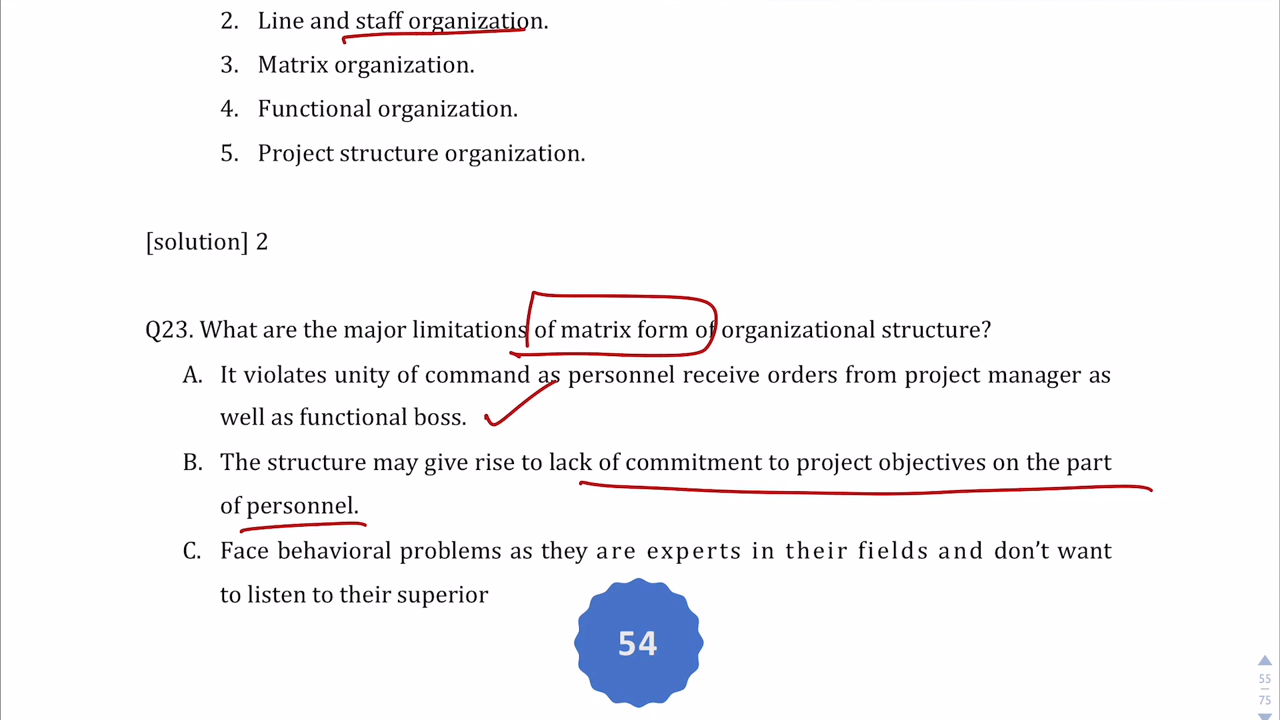 2. Line and staff organization.
3. Matrix organization.
4. Functional organization.
5. Project structure organization.
[solution] 2
Q23. What are the major limitations of matrix form of organizational structure?
A. It violates unity of command as personnel receive orders from project manager as
well as functional boss.
B. The structure may give rise to lack of commitment to project objectives on the part
of personnel.
C. Face behavioral problems as they are experts in their fields and don’t want
to listen to their superior
54
55
75